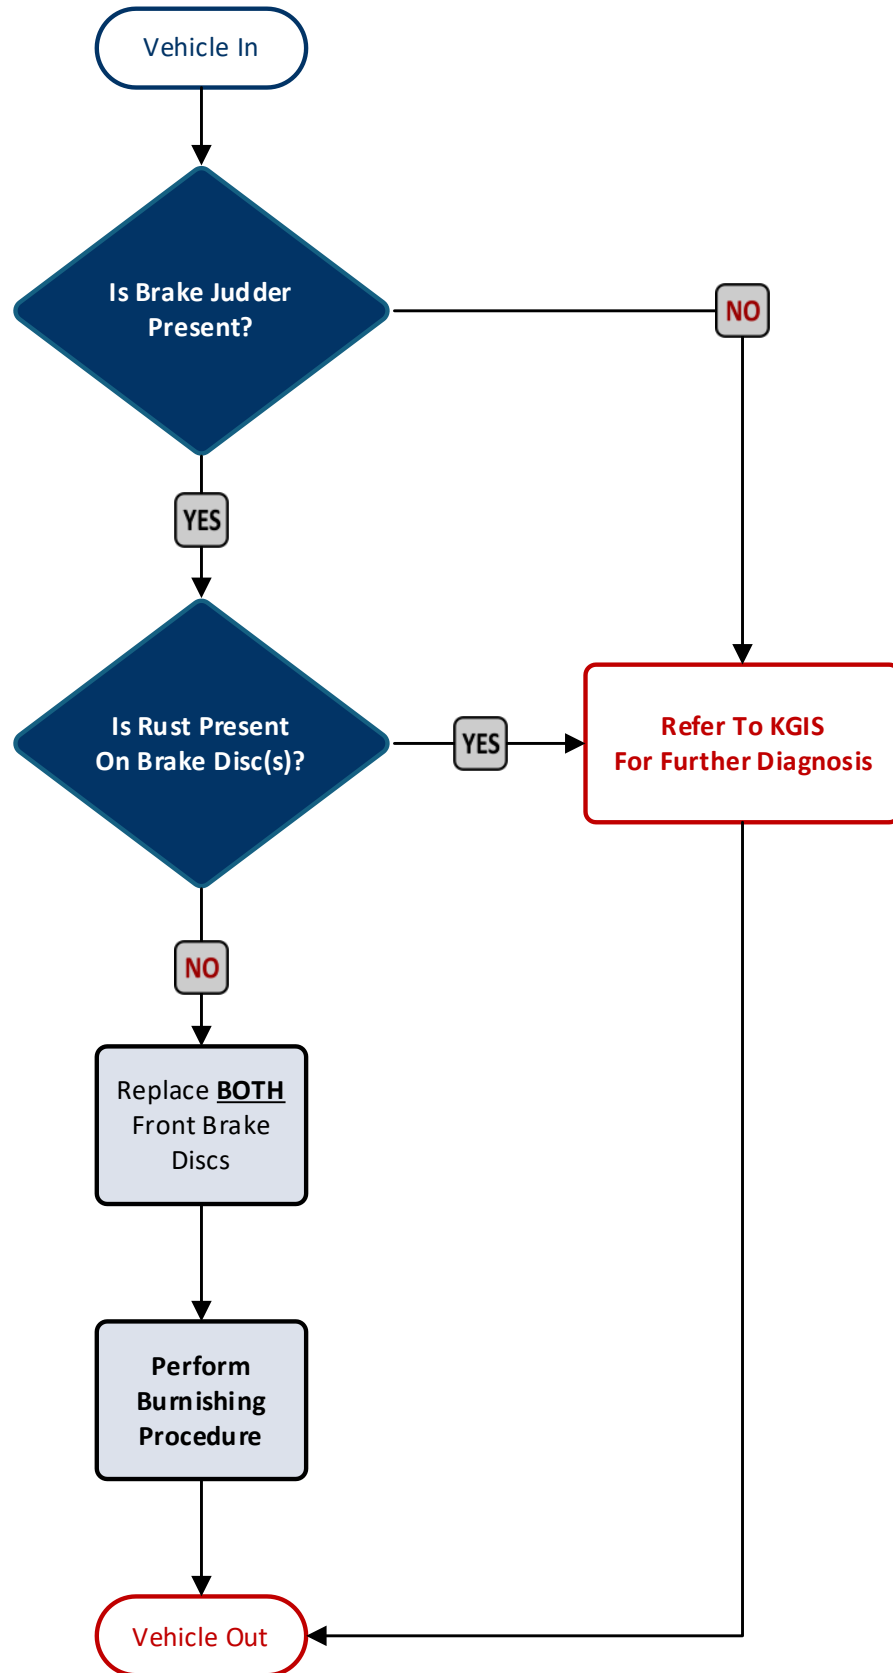 Vehicle In
Is Brake Judder
Present?
NO
YES
Is Rust Present
On Brake Disc(s)?
YES
Refer To KGIS
For Further Diagnosis
NO
Replace BOTH
Front Brake
Discs
Perform
Burnishing
Procedure
Vehicle Out